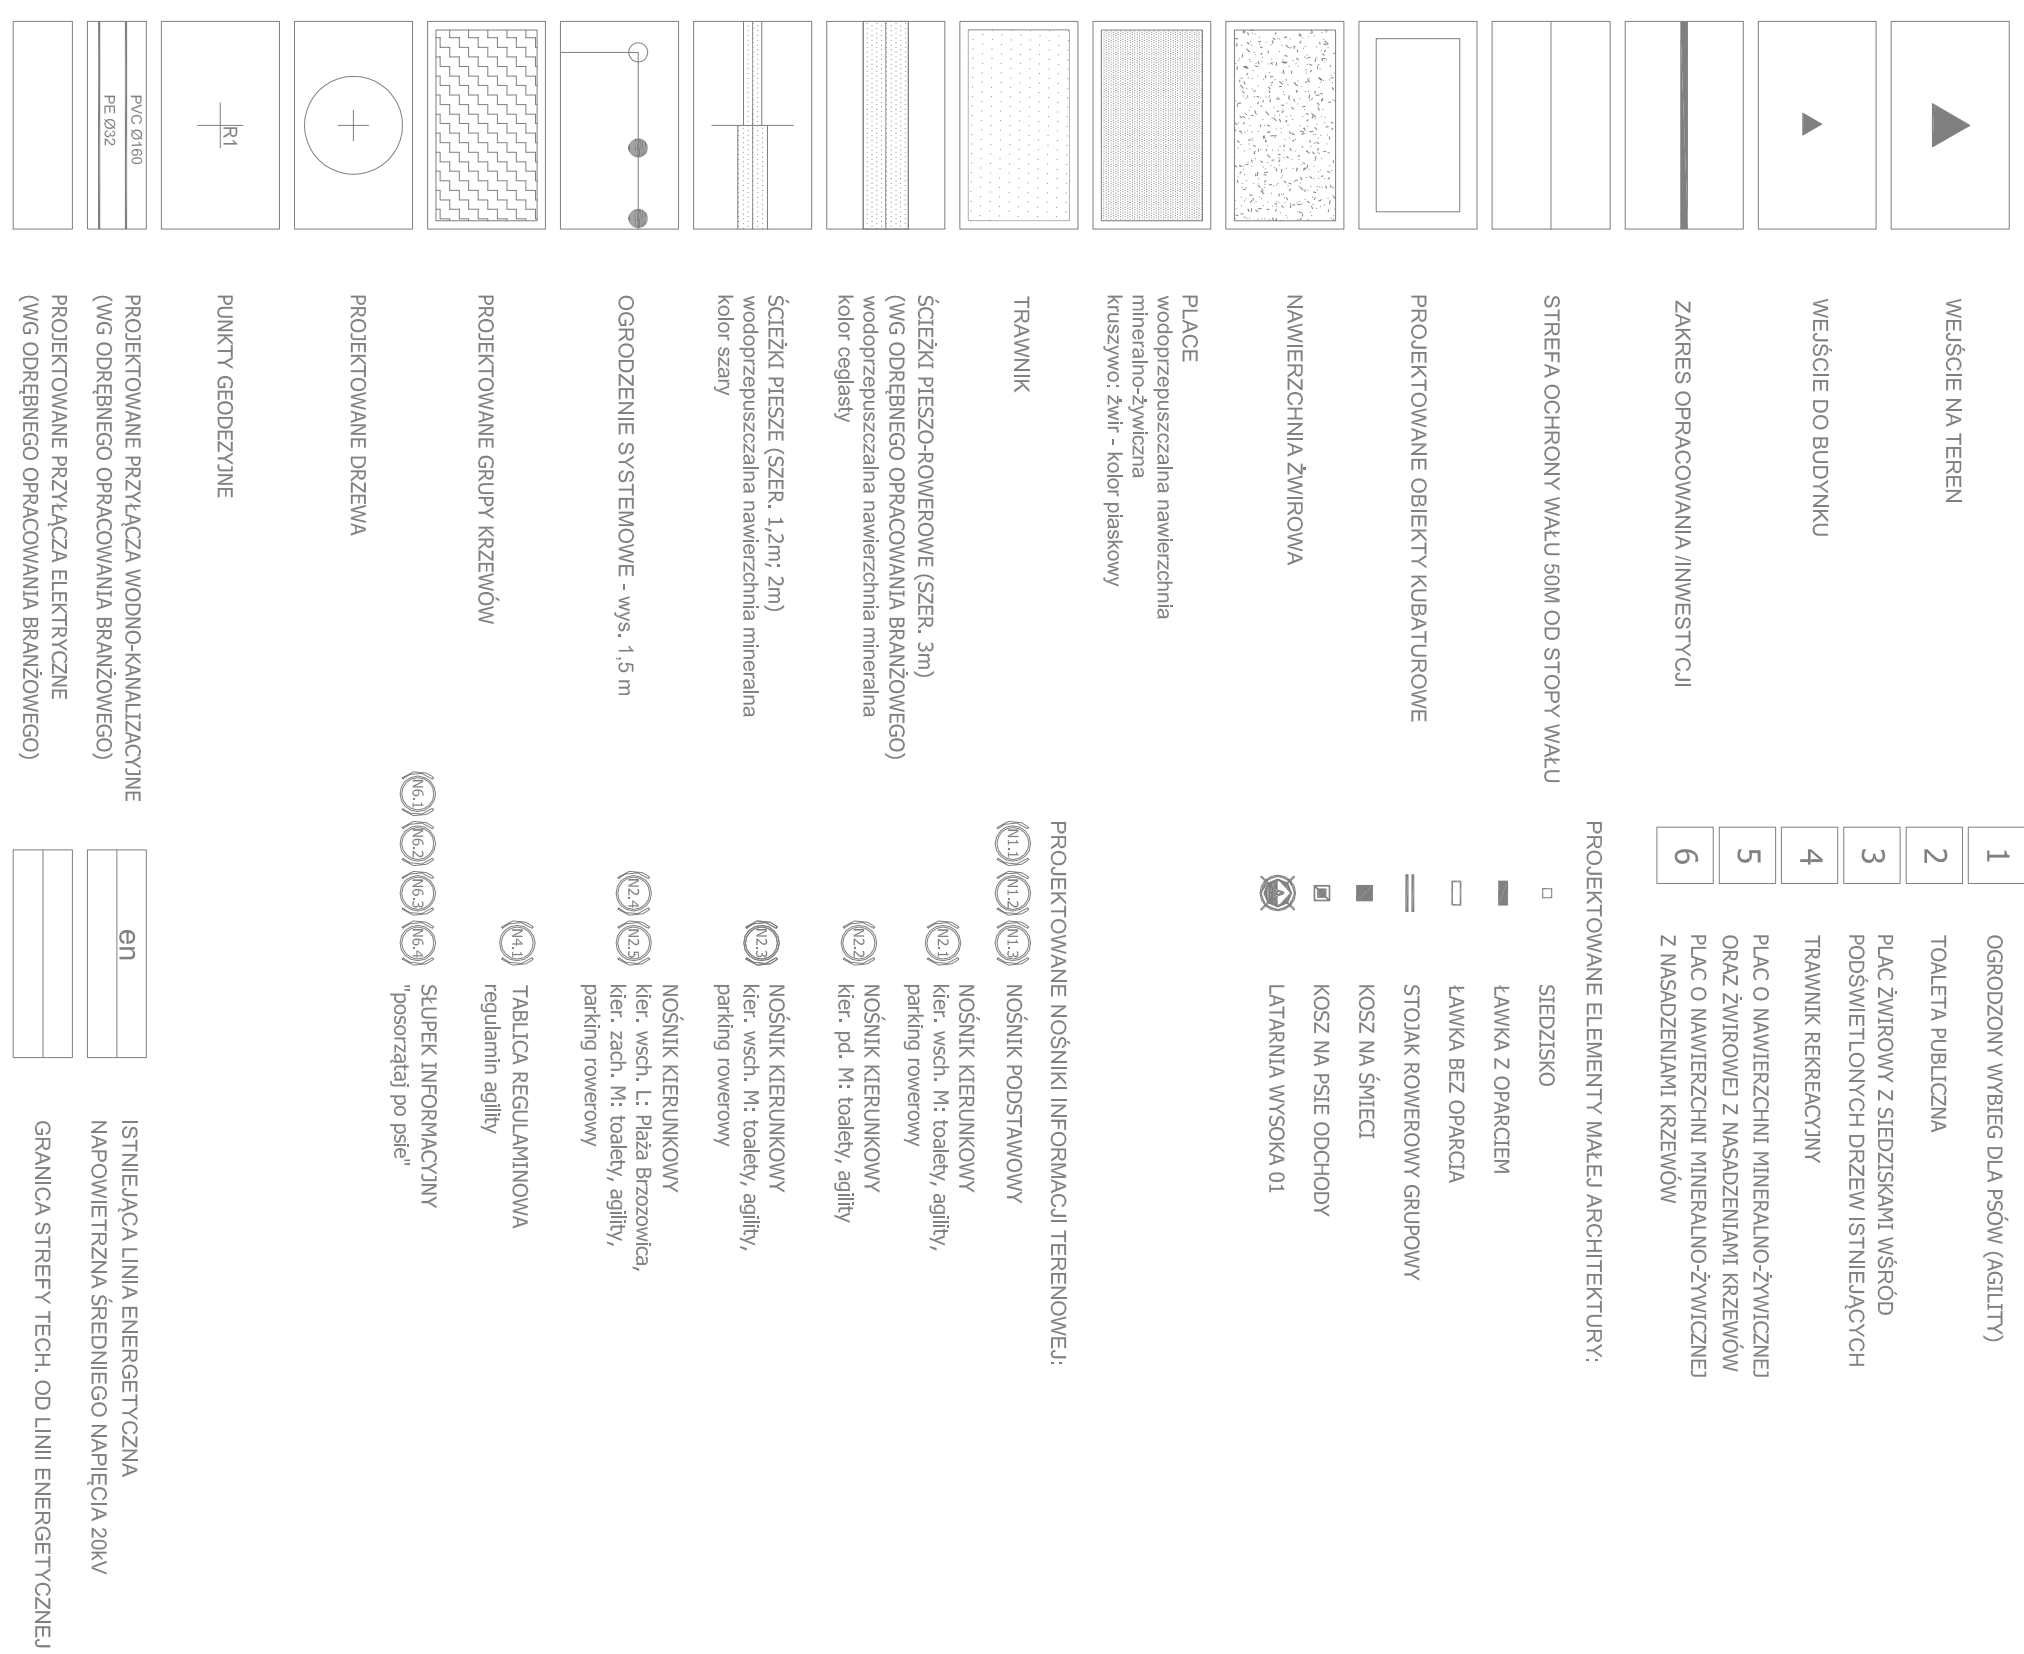 WEJŚCIE NA TEREN
WEJŚCIE DO BUDYNKU
ZAKRES OPRACOWANIA /INWESTYCJI
STREFA OCHRONY WAŁU 50M OD STOPY WAŁU
PROJEKTOWANE OBIEKTY KUBATUROWE
NAWIERZCHNIA ŻWIROWA
PLACE
wodoprzepuszczalna nawierzchnia
mineralno-żywiczna
kruszywo: żwir - kolor piaskowy
TRAWNIK
ŚCIEŻKI PIESZO-ROWEROWE (SZER. 3m)
(WG ODRĘBNEGO OPRACOWANIA BRANŻOWEGO)
wodoprzepuszczalna nawierzchnia mineralna
kolor ceglasty
ŚCIEŻKI PIESZE (SZER. 1,2m; 2m)
wodoprzepuszczalna nawierzchnia mineralna
kolor szary
OGRODZENIE SYSTEMOWE - wys. 1,5 m
PROJEKTOWANE GRUPY KRZEWÓW
PROJEKTOWANE DRZEWA
R1
PUNKTY GEODEZYJNE
PVC Ø160
PE Ø32
PROJEKTOWANE PRZYŁĄCZA WODNO-KANALIZACYJNE
(WG ODRĘBNEGO OPRACOWANIA BRANŻOWEGO)
PROJEKTOWANE PRZYŁĄCZA ELEKTRYCZNE
(WG ODRĘBNEGO OPRACOWANIA BRANŻOWEGO)
1 OGRODZONY WYBIEG DLA PSÓW (AGILITY)
2 TOALETA PUBLICZNA
3 PLAC ŻWIROWY Z SIEDZISKAMI WŚRÓD
PODŚWIETLONYCH DRZEW ISTNIEJĄCYCH
4 TRAWNIK REKREACYJNY
5 PLAC O NAWIERZCHNI MINERALNO-ŻYWICZNEJ
ORAZ ŻWIROWEJ Z NASADZENIAMI KRZEWÓW
6 PLAC O NAWIERZCHNI MINERALNO-ŻYWICZNEJ
Z NASADZENIAMI KRZEWÓW
PROJEKTOWANE ELEMENTY MAŁEJ ARCHITEKTURY:
SIEDZISKO
ŁAWKA Z OPARCIEM
ŁAWKA BEZ OPARCIA
STOJAK ROWEROWY GRUPOWY
KOSZ NA ŚMIECI
KOSZ NA PSIE ODCHODY
LATARNIA WYSOKA 01
PROJEKTOWANE NOŚNIKI INFORMACJI TERENOWEJ:
N1.1 N1.2 N1.3 NOŚNIK PODSTAWOWY
N2.1 NOŚNIK KIERUNKOWY
kier. wsch. M: toalety, agility,
parking rowerowy
N2.2 NOŚNIK KIERUNKOWY
kier. pd. M: toalety, agility
N2.3 NOŚNIK KIERUNKOWY
kier. wsch. M: toalety, agility,
parking rowerowy
N2.4 N2.5 NOŚNIK KIERUNKOWY
kier. wsch. L: Plaża Brzozowica,
kier. zach. M: toalety, agility,
parking rowerowy
N4.1 TABLICA REGULAMINOWA
regulamin agility
N6.1 N6.2 N6.3 N6.4 SŁUPEK INFORMACYJNY
"posprzątaj po psie"
en
ISTNIEJĄCA LINIA ENERGETYCZNA
NAPOWIETRZNA ŚREDNIEGO NAPIĘCIA 20kV
GRANICA STREFY TECH. OD LINII ENERGETYCZNEJ